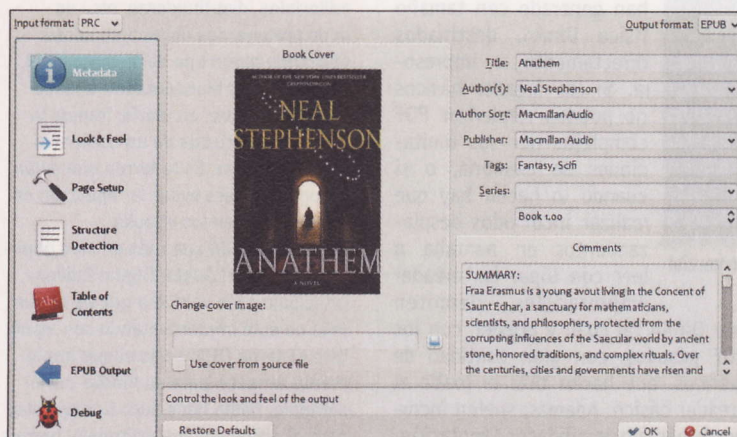 Input format: PRC
Output format: EPUB
Metadata
Look & Feel
Page Setup
Structure
Detection
Abc
Table of
Contents
EPUB Output
Debug
Book Cover
AUTHOR OF THE NEW YORK TIMES BESTSELLER
CRYPTONOMICON
NEAL
STEPHENSON
ANATHEM
A NOVEL
Change cover image:
Use cover from source file
Title: Anathem
Author(s): Neal Stephenson
Author Sort: Macmillan Audio
Publisher: Macmillan Audio
Tags: Fantasy, Scifi
Series:
Book 1.00
Comments
SUMMARY:
Fraa Erasmus is a young avout living in the Concent of
Saunt Edhar, a sanctuary for mathematicians,
scientists, and philosophers, protected from the
corrupting influences of the Saecular world by ancient
stone, honored traditions, and complex rituals. Over
the centuries, cities and governments have risen and
Control the look and feel of the output
Restore Defaults
OK
Cancel